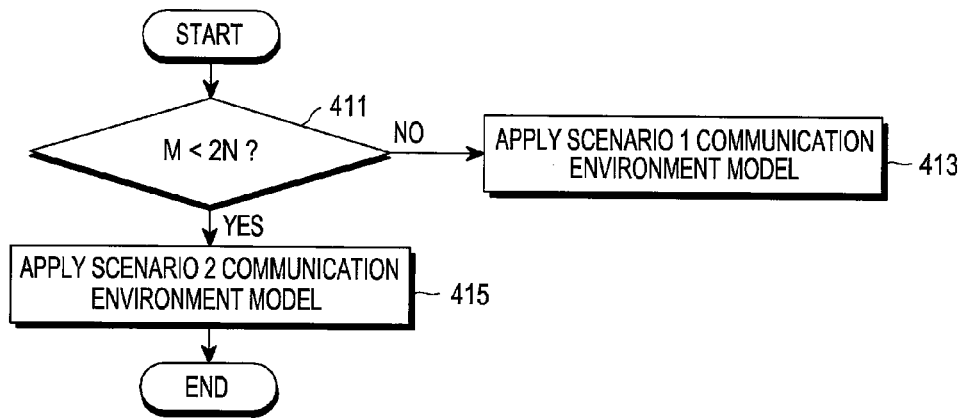 START
411
M < 2N ?
NO
APPLY SCENARIO 1 COMMUNICATION
ENVIRONMENT MODEL
413
YES
APPLY SCENARIO 2 COMMUNICATION
ENVIRONMENT MODEL
415
END